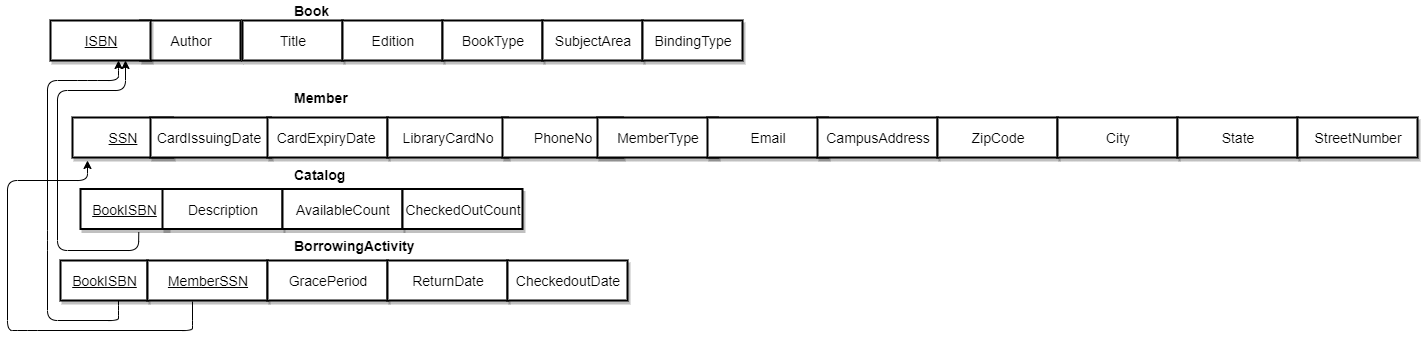 Book
ISBN Author Title Edition BookType SubjectArea BindingType
Member
SSN CardIssuingDate CardExpiryDate LibraryCardNo PhoneNo MemberType Email CampusAddress ZipCode City State StreetNumber
Catalog
BookISBN Description AvailableCount CheckedOutCount
BorrowingActivity
BookISBN MemberSSN GracePeriod ReturnDate CheckedoutDate